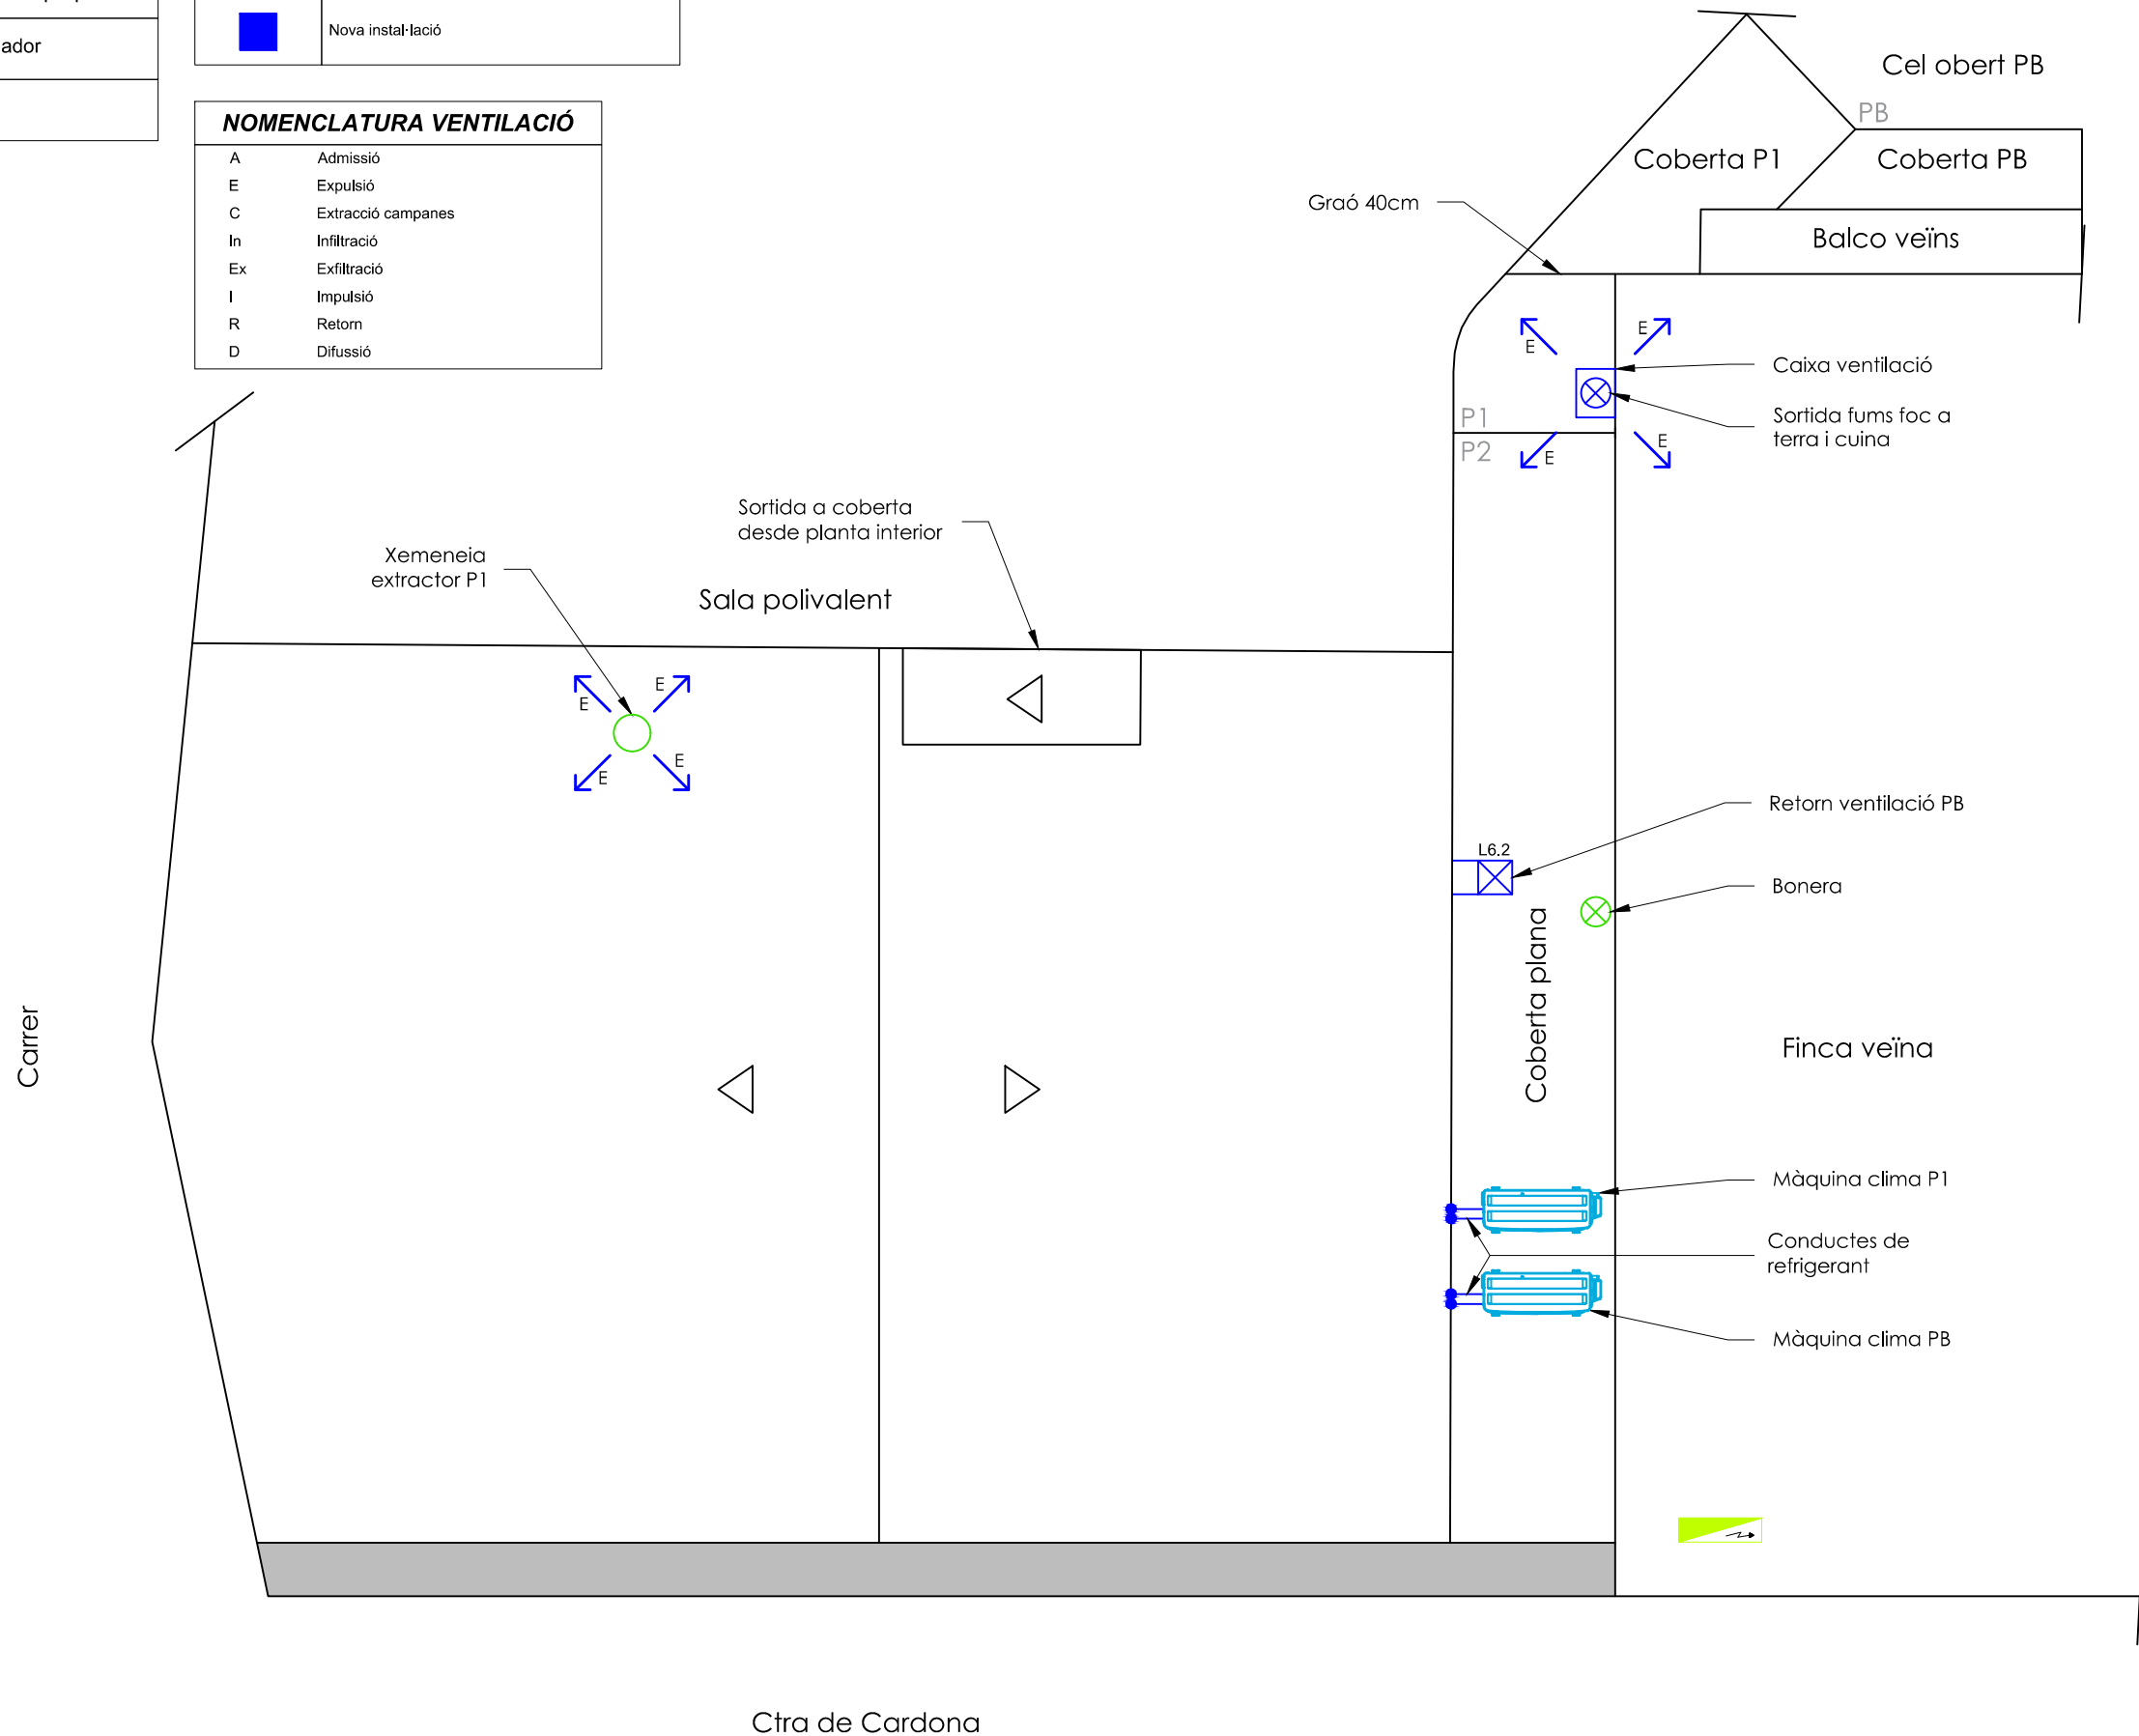 ador
Nova instal·lació
NOMENCLATURA VENTILACIÓ
A Admissió
E Expulsió
C Extracció campanes
In Infiltració
Ex Exfiltració
I Impulsió
R Retorn
D Difussió
Cel obert PB
PB
Coberta P1
Coberta PB
Graó 40cm
Balco veïns
E
E
Caixa ventilació
Sortida fums foc a
terra i cuina
P1
P2
E
E
Sortida a coberta
desde planta interior
Xemeneia
extractor P1
Sala polivalent
E
E
E
E
Retorn ventilació PB
L6.2
Bonera
Coberta plana
Carrer
Finca veïna
Màquina clima P1
Conductes de
refrigerant
Màquina clima PB
Ctra de Cardona